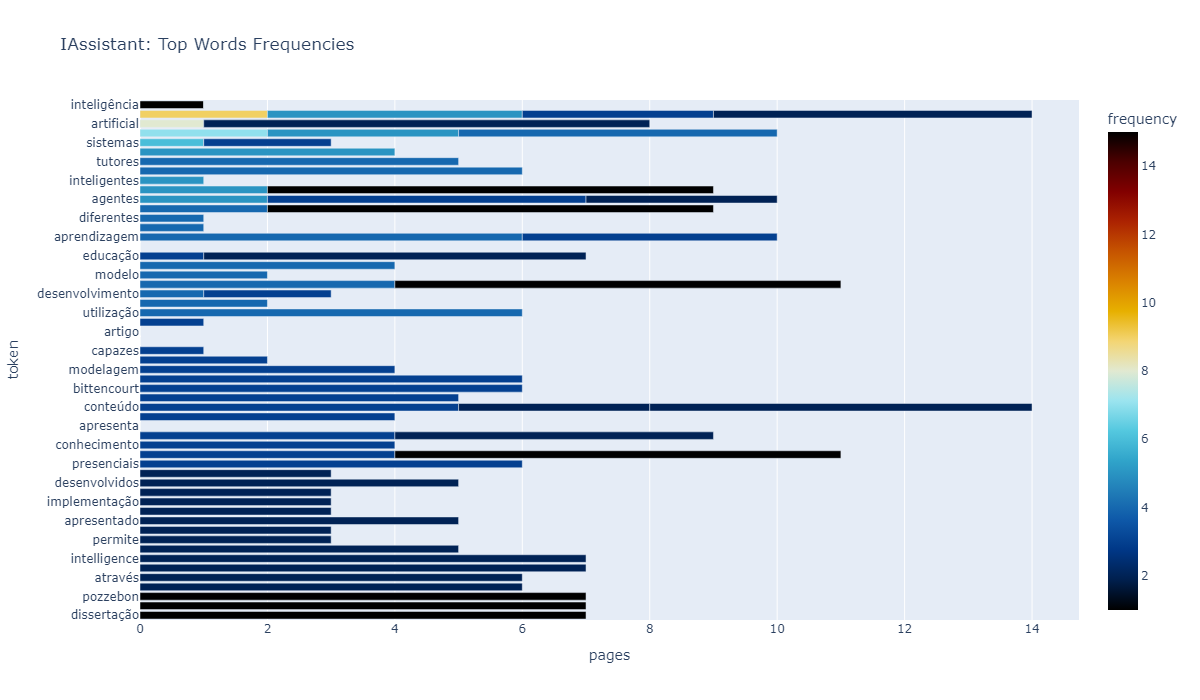 IAssistant: Top Words Frequencies
inteligência
artificial
sistemas
tutores
inteligentes
agentes
diferentes
aprendizagem
educação
modelo
desenvolvimento
utilização
artigo
capazes
modelagem
bittencourt
conteúdo
apresenta
conhecimento
presenciais
desenvolvidos
implementação
apresentado
permite
intelligence
através
pozzebon
dissertação
token
0 2 4 6 8 10 12 14
pages
frequency
14
12
10
8
6
4
2